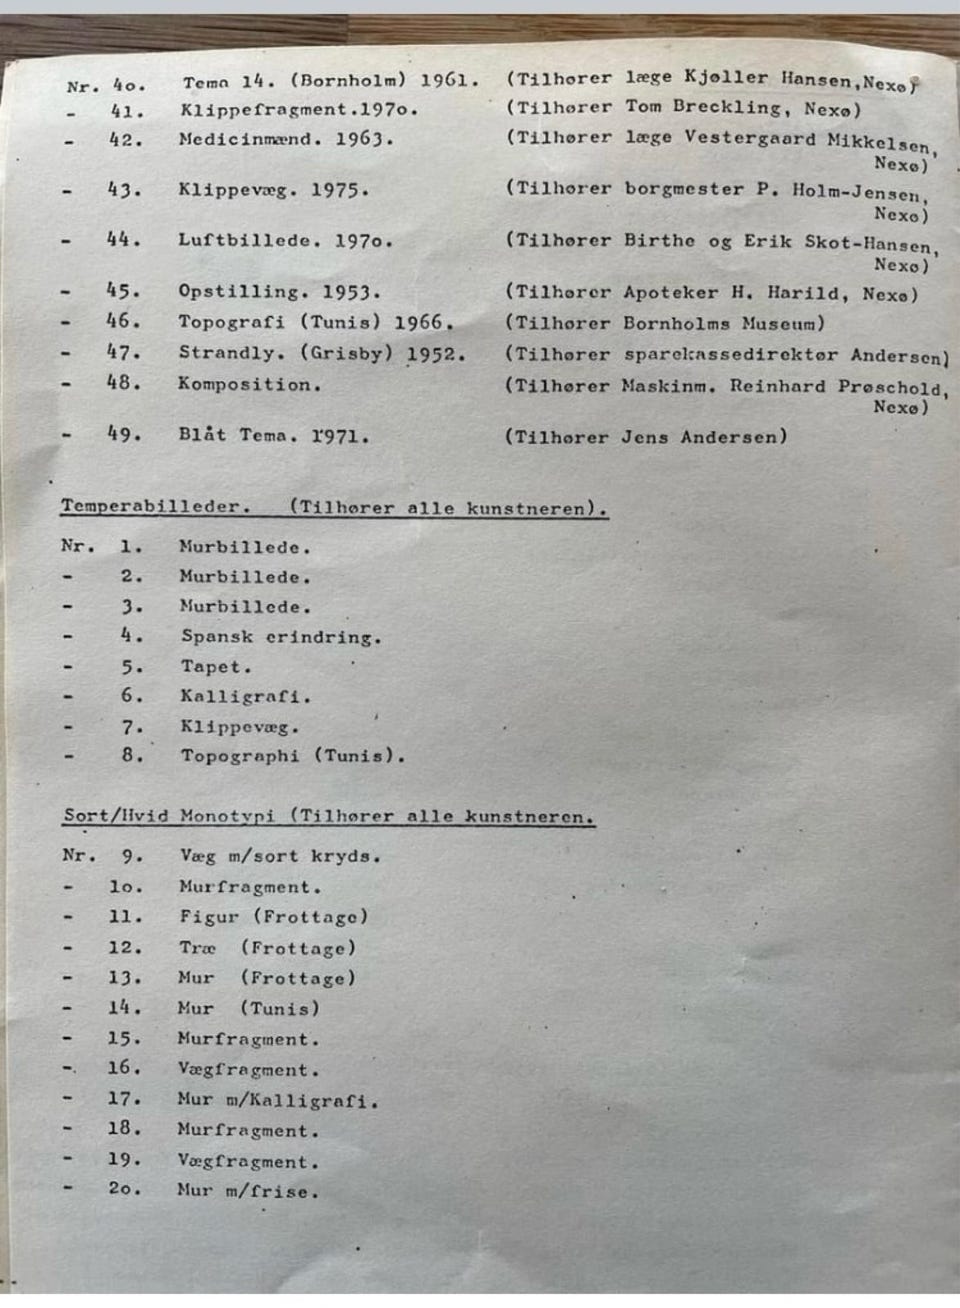 Nr. 4o. Tema 14. (Bornholm) 1961. (Tilhører læge Kjøller Hansen,Nexø)
- 41. Klippefragment.197o. (Tilhører Tom Breckling, Nexø)
- 42. Medicinmænd. 1963. (Tilhører læge Vestergaard Mikkelsen,
Nexø)
- 43. Klippevæg. 1975. (Tilhører borgmester P. Holm-Jensen,
Nexø)
- 44. Luftbillede. 197o. (Tilhører Birthe og Erik Skot-Hansen,
Nexø)
- 45. Opstilling. 1953. (Tilhører Apoteker H. Harild, Nexø)
- 46. Topografi (Tunis) 1966. (Tilhører Bornholms Museum)
- 47. Strandly. (Grisby) 1952. (Tilhører sparekassedirektør Andersen)
- 48. Komposition. (Tilhører Maskinm. Reinhard Prøschold,
Nexø)
- 49. Blåt Tema. 1971. (Tilhører Jens Andersen)
Temperabilleder. (Tilhører alle kunstneren).
Nr. 1. Murbillede.
- 2. Murbillede.
- 3. Murbillede.
- 4. Spansk erindring.
- 5. Tapet.
- 6. Kalligrafi.
- 7. Klippevæg.
- 8. Topographi (Tunis).
Sort/Hvid Monotypi (Tilhører alle kunstneren.
Nr. 9. Væg m/sort kryds.
- 1o. Murfragment.
- 11. Figur (Frottage)
- 12. Træ (Frottage)
- 13. Mur (Frottage)
- 14. Mur (Tunis)
- 15. Murfragment.
- 16. Vægfragment.
- 17. Mur m/Kalligrafi.
- 18. Murfragment.
- 19. Vægfragment.
- 2o. Mur m/frise.